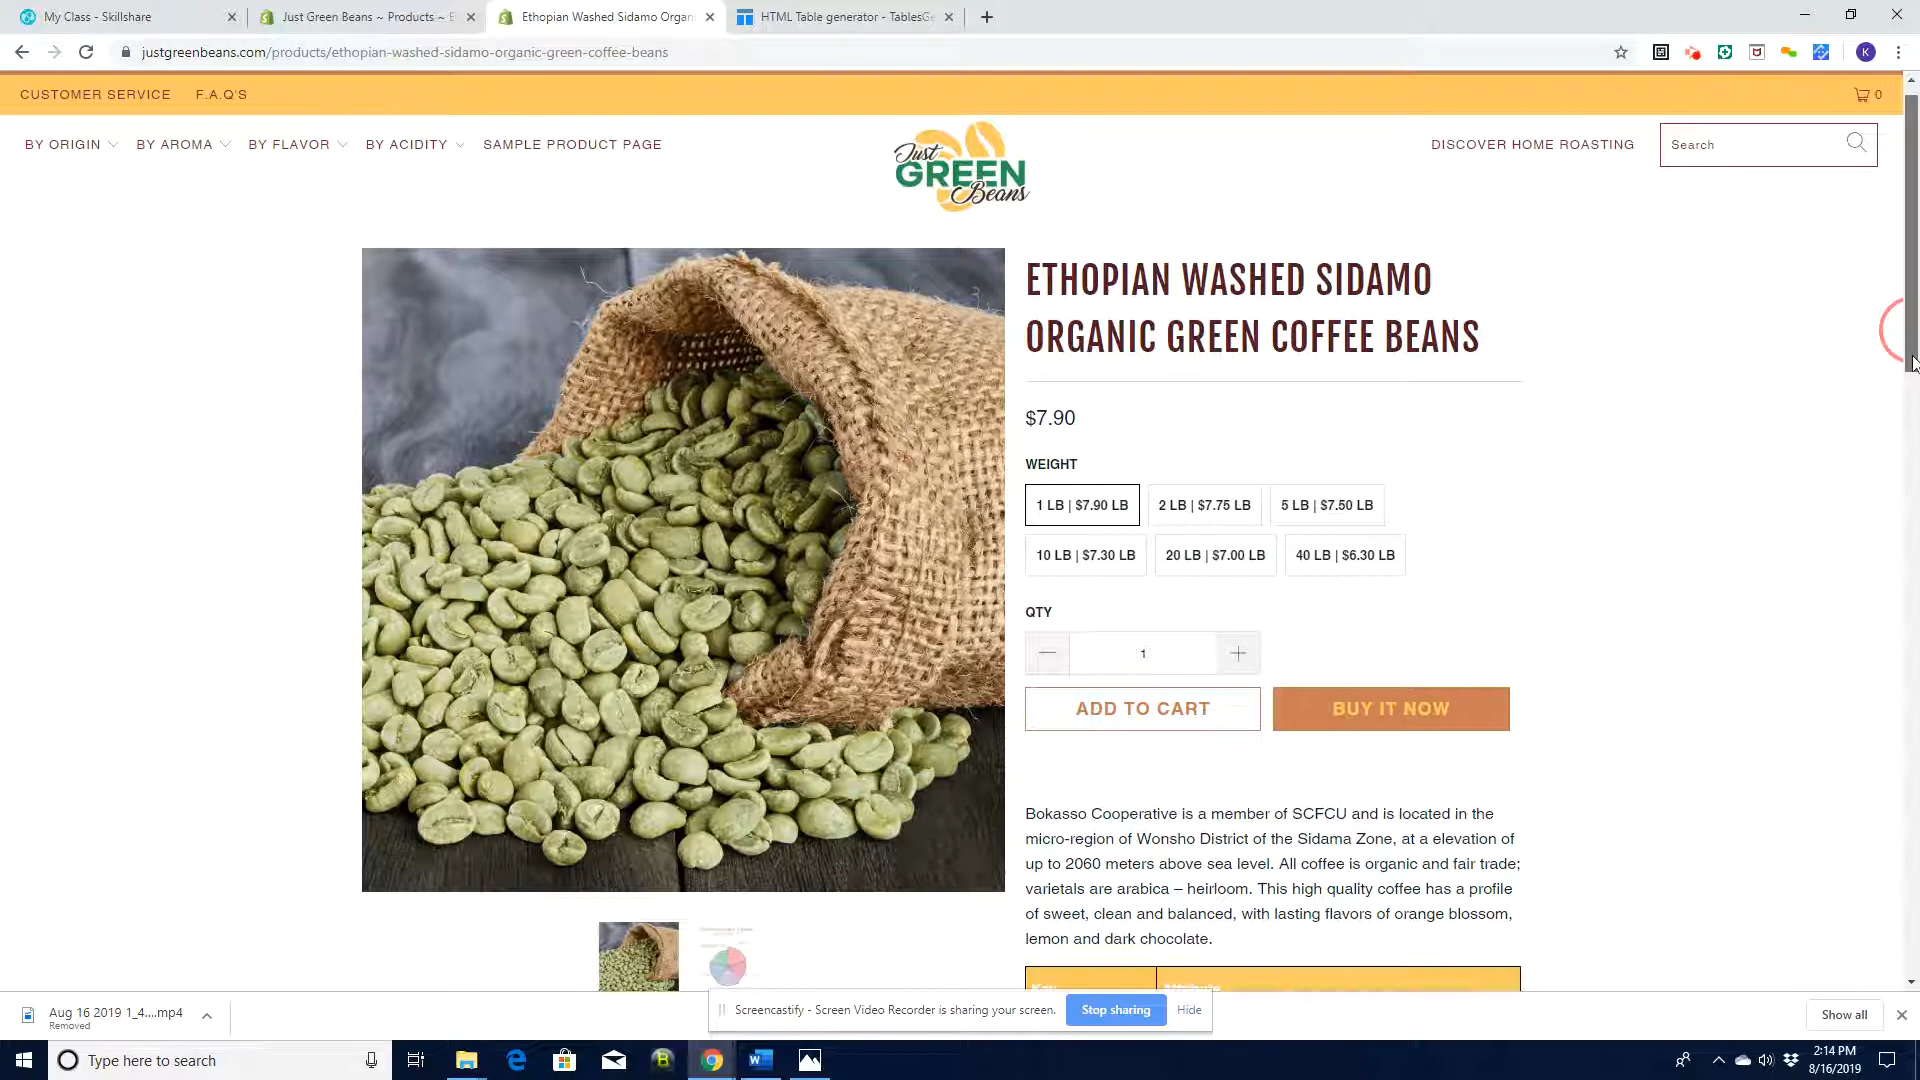 My Class - Skillshare
Just Green Beans ~ Products ~ E
Ethopian Washed Sidamo Organ
HTML Table generator - TablesGe
justgreenbeans.com/products/ethopian-washed-sidamo-organic-green-coffee-beans
K
CUSTOMER SERVICE F.A.Q'S
0
BY ORIGIN BY AROMA BY FLAVOR BY ACIDITY SAMPLE PRODUCT PAGE
Just
GREEN
Beans
DISCOVER HOME ROASTING
Search
ETHOPIAN WASHED SIDAMO
ORGANIC GREEN COFFEE BEANS
$7.90
WEIGHT
1 LB | $7.90 LB 2 LB | $7.75 LB 5 LB | $7.50 LB
10 LB | $7.30 LB 20 LB | $7.00 LB 40 LB | $6.30 LB
QTY
1
ADD TO CART BUY IT NOW
Bokasso Cooperative is a member of SCFCU and is located in the
micro-region of Wonsho District of the Sidama Zone, at a elevation of
up to 2060 meters above sea level. All coffee is organic and fair trade;
varietals are arabica – heirloom. This high quality coffee has a profile
of sweet, clean and balanced, with lasting flavors of orange blossom,
lemon and dark chocolate.
Screencastify - Screen Video Recorder is sharing your screen. Stop sharing Hide
Aug 16 2019 1_4....mp4
Removed
Show all
Type here to search
2:14 PM
8/16/2019